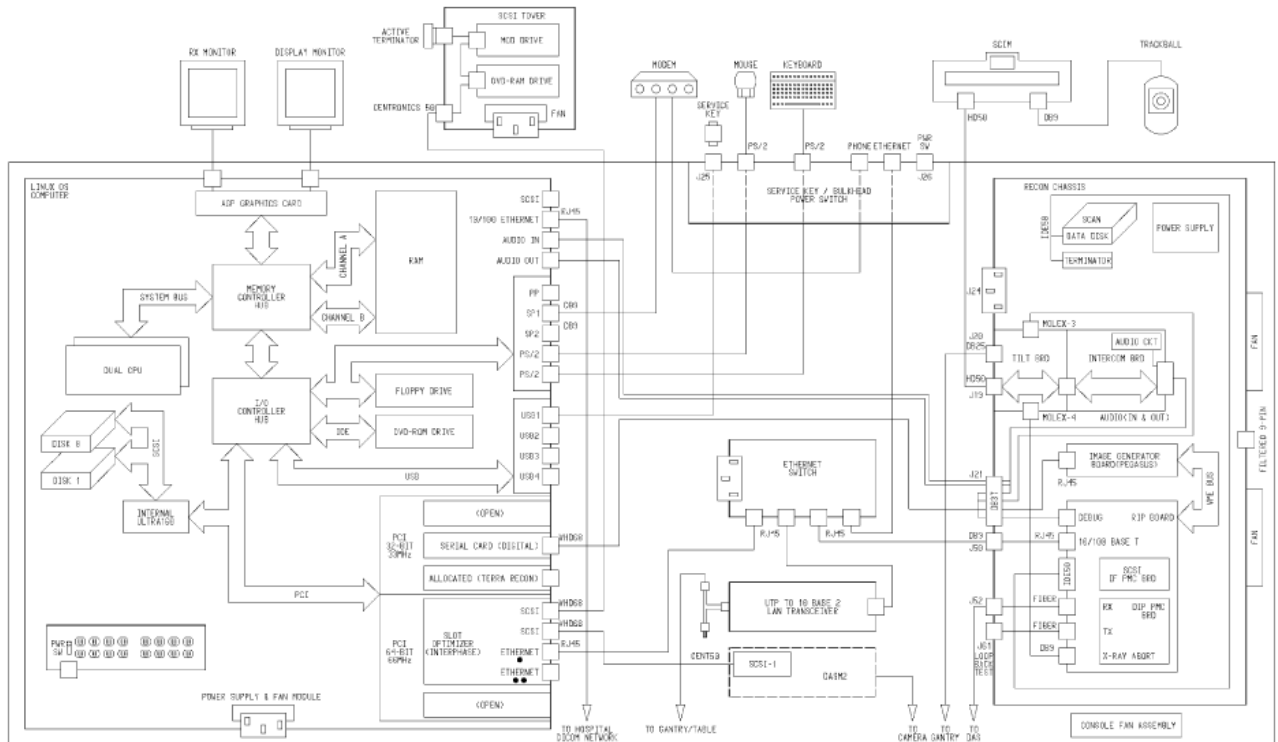 SCSI TOWER
ACTIVE
TERMINATOR
MOD DRIVE
DVD-RAM DRIVE
CENTRONICS 50
FAN
RX MONITOR
DISPLAY MONITOR
MODEM
MOUSE
KEYBOARD
SERVICE
KEY
SCIM
TRACKBALL
HD50
DB9
PS/2
PS/2
PHONE
ETHERNET
PWR
SW
J25
J26
SERVICE KEY / BULKHEAD
POWER SWITCH
LINUX OS
COMPUTER
AGP GRAPHICS CARD
CHANNEL A
RAM
MEMORY
CONTROLLER
HUB
SYSTEM BUS
CHANNEL B
DUAL CPU
I/O
CONTROLLER
HUB
FLOPPY DRIVE
IDE
DVD-ROM DRIVE
DISK 0
DISK 1
SCSI
USB
INTERNAL
ULTRA160
PCI
SCSI
10/100 ETHERNET
RJ45
AUDIO IN
AUDIO OUT
PP
SP1
DB9
SP2
DB9
PS/2
PS/2
USB1
USB2
USB3
USB4
PCI
32-BIT
33MHz
(OPEN)
SERIAL CARD (DIGITAL)
VHD68
ALLOCATED (TERRA RECON)
PCI
64-BIT
66MHz
SLOT
OPTIMIZER
(INTERPHASE)
SCSI
VHD68
SCSI
VHD68
ETHERNET
RJ45
ETHERNET
(OPEN)
PWR
SW
POWER SUPPLY & FAN MODULE
ETHERNET
SWITCH
RJ45
RJ45
UTP TO 10 BASE 2
LAN TRANSCEIVER
CENT50
SCSI-1
DASM2
TO HOSPITAL
DICOM NETWORK
TO GANTRY/TABLE
TO
CAMERA
TO
GANTRY
TO
DAS
RECON CHASSIS
IDE50
SCAN
DATA DISK
TERMINATOR
POWER SUPPLY
J24
MOLEX-3
J20
DB25
TILT BRD
INTERCOM BRD
AUDIO CKT
HD50
J19
MOLEX-4
AUDIO(IN & OUT)
FAN
FILTERED 9-PIN
FAN
J21
DB37
IMAGE GENERATOR
BOARD(PEGASUS)
RJ45
VME BUS
DEBUG
RIP BOARD
DB9
J50
RJ45
10/100 BASE T
IDE50
SCSI
DF PMC BRD
J52
FIBER
RX
DIP PMC
BRD
FIBER
TX
J61
LOOP
BACK
TEST
DB9
X-RAY ABORT
CONSOLE FAN ASSEMBLY